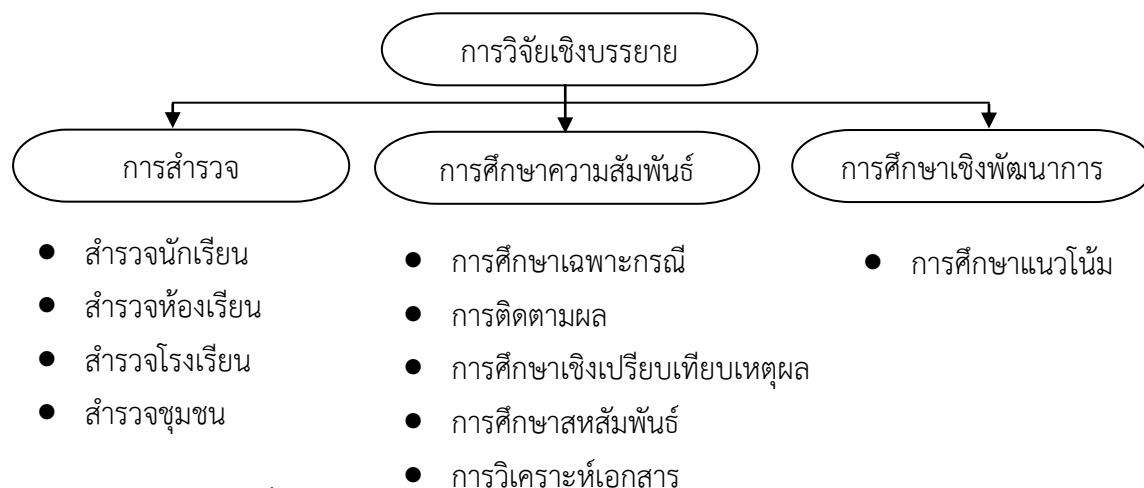 การวิจัยเชิงบรรยาย
การสำรวจ
การศึกษาความสัมพันธ์
การศึกษาเชิงพัฒนาการ
● สำรวจนักเรียน
● สำรวจห้องเรียน
● สำรวจโรงเรียน
● สำรวจชุมชน
● การศึกษาเฉพาะกรณี
● การติดตามผล
● การศึกษาเชิงเปรียบเทียบเหตุผล
● การศึกษาสหสัมพันธ์
● การวิเคราะห์เอกสาร
● การศึกษาแนวโน้ม